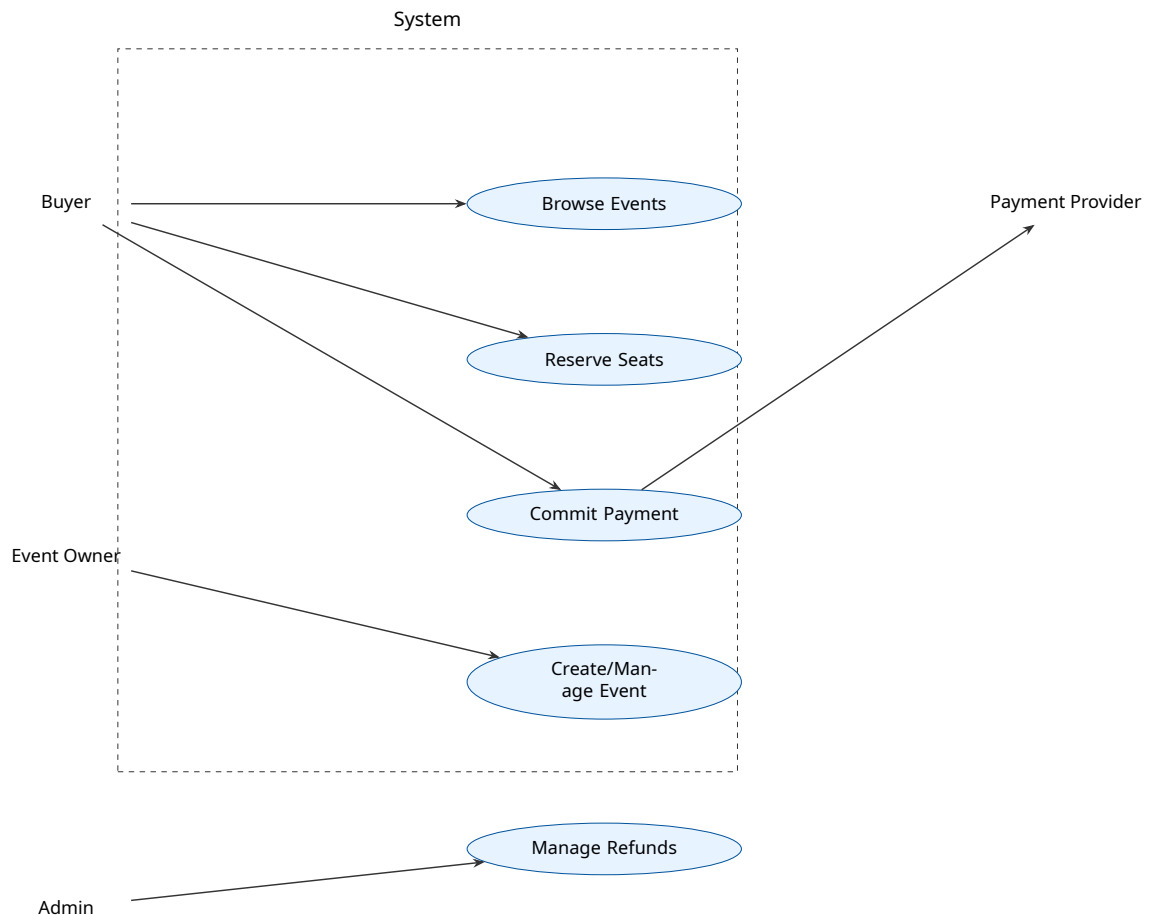 System
Buyer
Browse Events
Payment Provider
Reserve Seats
Commit Payment
Event Owner
Create/Man-
age Event
Manage Refunds
Admin